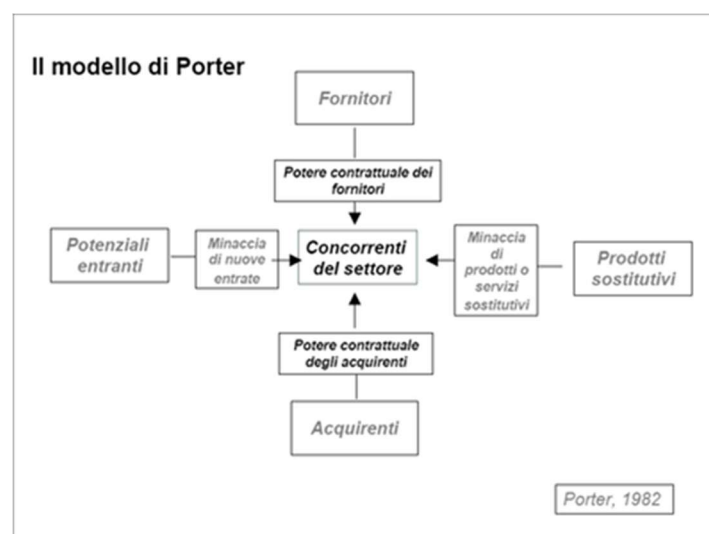 Il modello di Porter
Fornitori
Potere contrattuale dei
fornitori
Potenziali
entranti
Minaccia
di nuove
entrate
Concorrenti
del settore
Minaccia
di
prodotti o
servizi
sostitutivi
Prodotti
sostitutivi
Potere contrattuale
degli acquirenti
Acquirenti
Porter, 1982